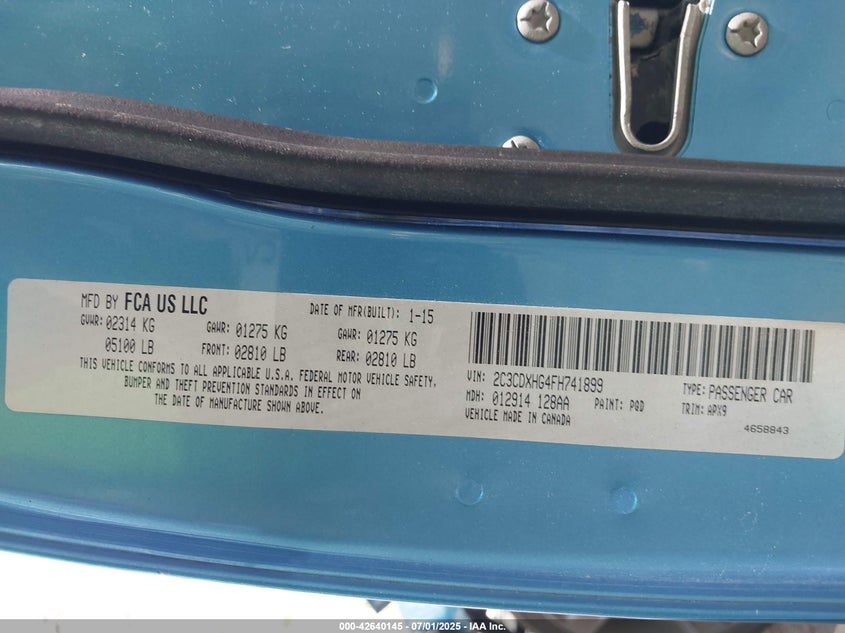 MFD BY FCA US LLC
DATE OF MFR(BUILT): 1-15
GVWR: 02314 KG GAWR: 01275 KG GAWR: 01275 KG
05100 LB FRONT: 02810 LB REAR: 02810 LB
THIS VEHICLE CONFORMS TO ALL APPLICABLE U.S.A. FEDERAL MOTOR VEHICLE SAFETY,
BUMPER AND THEFT PREVENTION STANDARDS IN EFFECT ON
THE DATE OF MANUFACTURE SHOWN ABOVE.
VIN: 2C3CDXHG4FH741899 TYPE: PASSENGER CAR
MDH: 012914 128AA PAINT: PQD TRIM: APX9
VEHICLE MADE IN CANADA 4658843
000-42640145 - 07/01/2025 - IAA Inc.